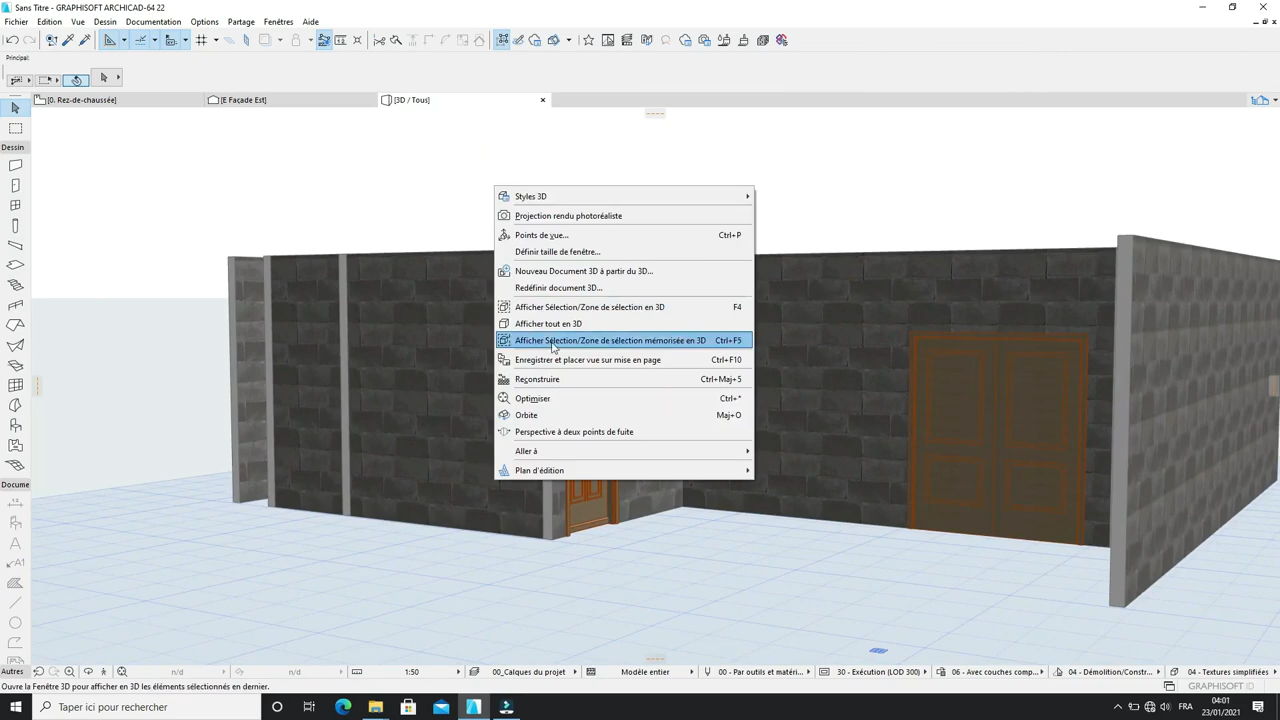 Sans Titre - GRAPHISOFT ARCHICAD-64 22
Fichier Edition Vue Dessin Documentation Options Partage Fenêtres Aide
Principal:
[0. Rez-de-chaussée] [E Façade Est] [3D / Tous]
Dessin
Styles 3D
Projection rendu photoréaliste
Points de vue... Ctrl+P
Définir taille de fenêtre...
Nouveau Document 3D à partir du 3D...
Redéfinir document 3D...
Afficher Sélection/Zone de sélection en 3D F4
Afficher tout en 3D
Afficher Sélection/Zone de sélection mémorisée en 3D Ctrl+F5
Enregistrer et placer vue sur mise en page Ctrl+F10
Reconstruire Ctrl+Maj+5
Optimiser Ctrl+*
Orbite Maj+O
Perspective à deux points de fuite
Aller à
Plan d'édition
Docume
Autres n/d n/d 1:50 00_Calques du projet Modèle entier 00 - Par outils et matéri... 30 - Exécution (LOD 300) 06 - Avec couches comp... 04 - Démolition/Constr... 04 - Textures simplifiées
Ouvre la Fenêtre 3D pour afficher en 3D les éléments sélectionnés en dernier.
GRAPHISOFT ID
Taper ici pour rechercher
FRA
04:01
23/01/2021